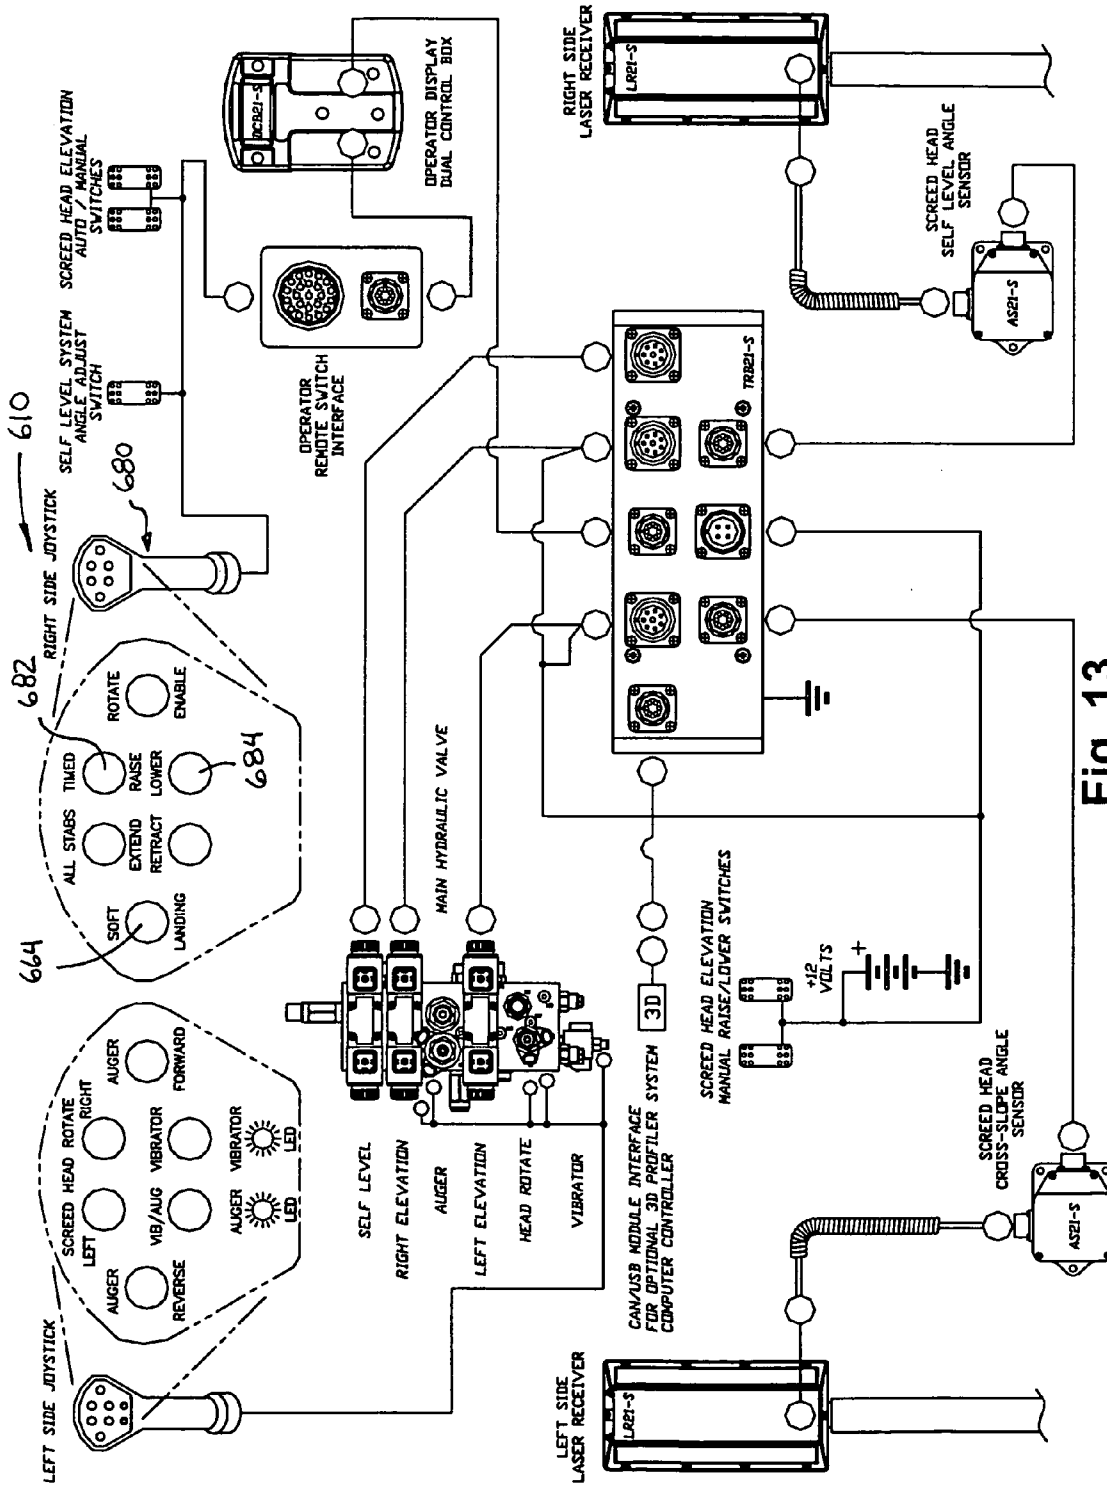 LEFT SIDE JOYSTICK
AUGER
REVERSE
SCREED HEAD ROTATE
LEFT
RIGHT
VIB/AUG
VIBRATOR
AUGER
LED
VIBRATOR
LED
AUGER
FORWARD
664
SOFT
LANDING
ALL STABS
EXTEND
RETRACT
682
TIMED
RAISE
LOWER
684
ROTATE
ENABLE
RIGHT SIDE JOYSTICK
610
680
SELF LEVEL SYSTEM
ANGLE ADJUST
SWITCH
SCREED HEAD ELEVATION
AUTO / MANUAL
SWITCHES
OPERATOR
REMOTE SWITCH
INTERFACE
DCB21-S
OPERATOR DISPLAY
DUAL CONTROL BOX
SELF LEVEL
RIGHT ELEVATION
AUGER
LEFT ELEVATION
HEAD ROTATE
VIBRATOR
MAIN HYDRAULIC VALVE
CAN/USB MODULE INTERFACE
FOR OPTIONAL 3D PROFILER SYSTEM
COMPUTER CONTROLLER
3D
SCREED HEAD ELEVATION
MANUAL RAISE/LOWER SWITCHES
+12
VOLTS
+
TRB21-S
LEFT SIDE
LASER RECEIVER
LR21-S
SCREED HEAD
CROSS-SLOPE ANGLE
SENSOR
AS21-S
RIGHT SIDE
LASER RECEIVER
LR21-S
SCREED HEAD
SELF LEVEL ANGLE
SENSOR
AS21-S
Fig. 13